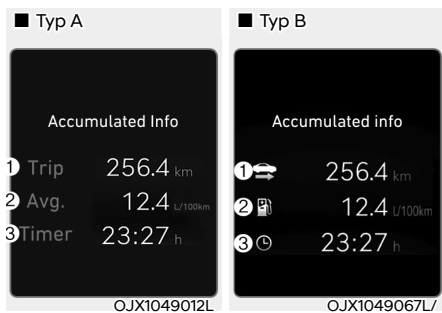 ■ Typ A
Accumulated Info
1 Trip 256.4 km
2 Avg. 12.4 L/100km
3 Timer 23:27 h
OJX1049012L
■ Typ B
Accumulated info
1 256.4 km
2 12.4 L/100km
3 23:27 h
OJX1049067L/